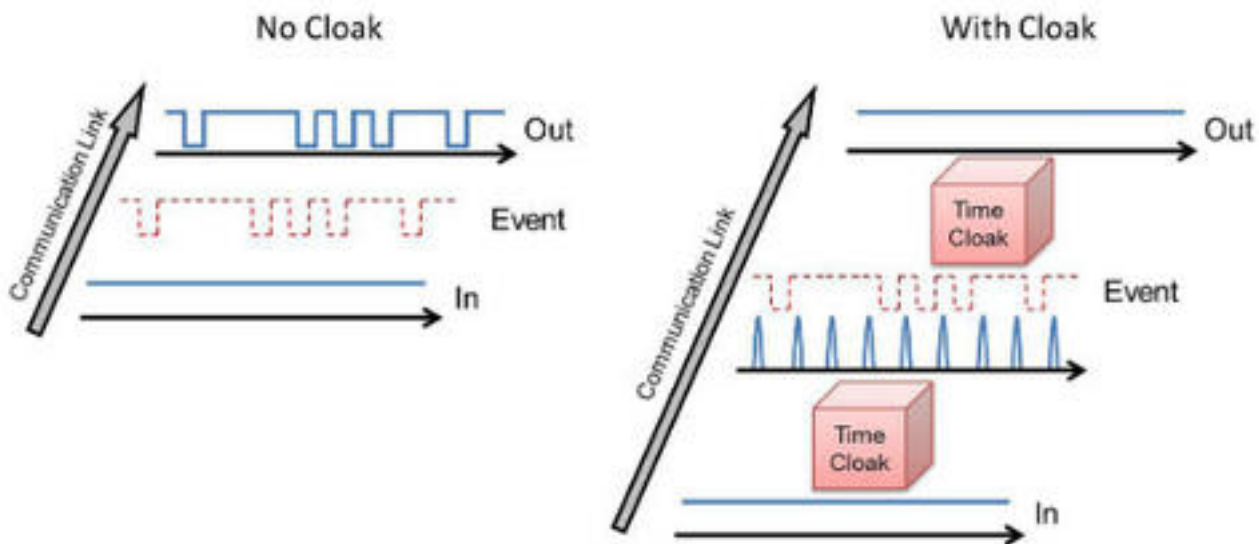 No Cloak
Communication Link
Out
Event
In
With Cloak
Communication Link
Out
Time
Cloak
Event
Time
Cloak
In